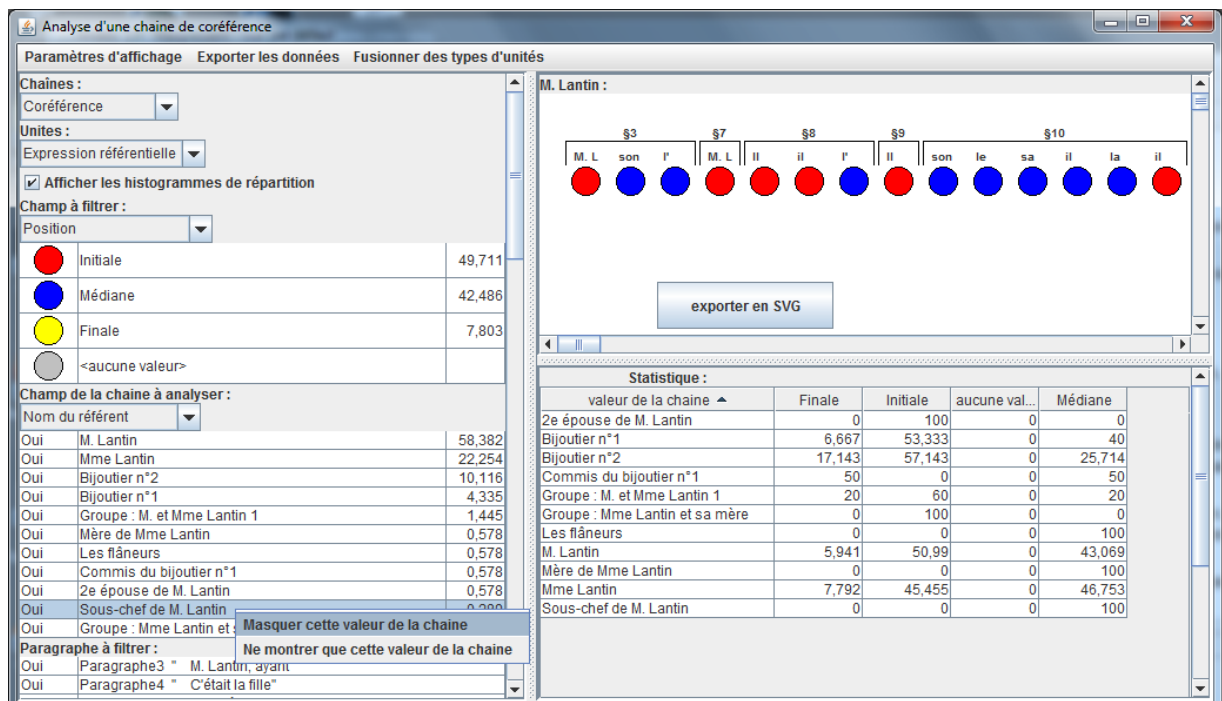 Analyse d'une chaine de coréférence
Paramètres d'affichage Exporter les données Fusionner des types d'unités
Chaînes :
Coréférence
Unites :
Expression référentielle
Afficher les histogrammes de répartition
Champ à filtrer :
Position
Initiale 49,711
Médiane 42,486
Finale 7,803
<aucune valeur>
Champ de la chaine à analyser :
Nom du référent
Oui M. Lantin 58,382
Oui Mme Lantin 22,254
Oui Bijoutier n°2 10,116
Oui Bijoutier n°1 4,335
Oui Groupe : M. et Mme Lantin 1 1,445
Oui Mère de Mme Lantin 0,578
Oui Les flâneurs 0,578
Oui Commis du bijoutier n°1 0,578
Oui 2e épouse de M. Lantin 0,578
Oui Sous-chef de M. Lantin
Oui Groupe : Mme Lantin et
Masquer cette valeur de la chaine
Ne montrer que cette valeur de la chaine
Paragraphe à filtrer :
Oui Paragraphe3 " M. Lantin, ayant
Oui Paragraphe4 " C'était la fille"
M. Lantin :
§3 §7 §8 §9 §10
M. L son l' M. L Il il l' Il son le sa il la il
exporter en SVG
Statistique :
valeur de la chaine Finale Initiale aucune val... Médiane
2e épouse de M. Lantin 0 100 0 0
Bijoutier n°1 6,667 53,333 0 40
Bijoutier n°2 17,143 57,143 0 25,714
Commis du bijoutier n°1 50 0 0 50
Groupe : M. et Mme Lantin 1 20 60 0 20
Groupe : Mme Lantin et sa mère 0 100 0 0
Les flâneurs 0 0 0 100
M. Lantin 5,941 50,99 0 43,069
Mère de Mme Lantin 0 0 0 100
Mme Lantin 7,792 45,455 0 46,753
Sous-chef de M. Lantin 0 0 0 100